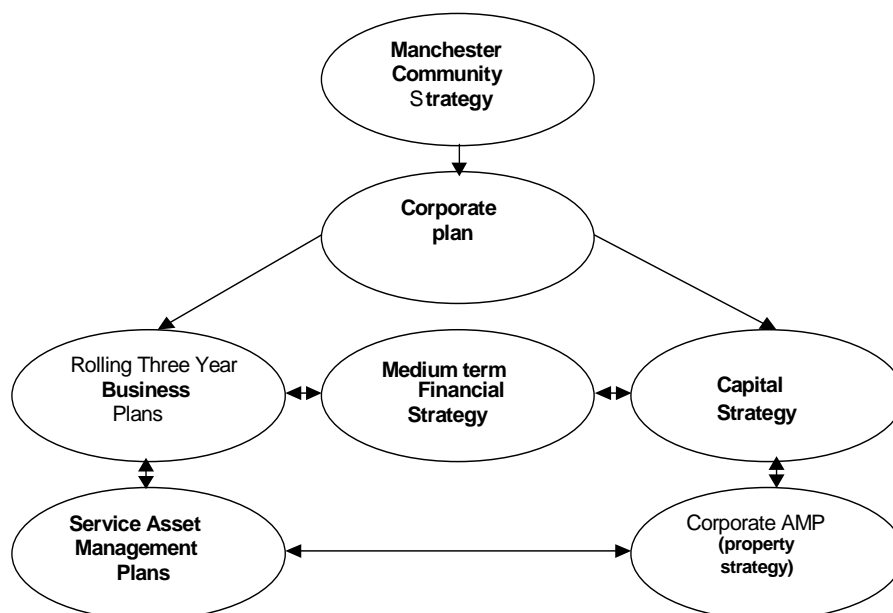 Manchester
Community
Strategy
Corporate
plan
Rolling Three Year
Business
Plans
Medium term
Financial
Strategy
Capital
Strategy
Service Asset
Management
Plans
Corporate AMP
(property
strategy)